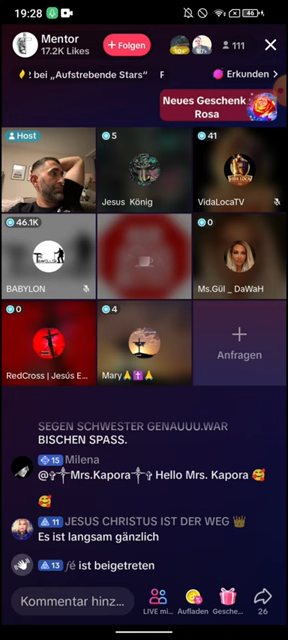 19:28
46
Mentor
17.2K Likes
+ Folgen
111
bei „Aufstrebende Stars“
Erkunden >
Neues Geschenk
Rosa
Host
5
Jesus König
41
VidaLocaTV
46.1K
BABYLON
0
Ms.Gül _ DaWaH
0
RedCross | Jesús E...
4
Mary🙏✝️🙏
Anfragen
SEGEN SCHWESTER GENAUUU.WAR
BISCHEN SPASS.
15 Milena
@✞Mrs.Kapora✞ Hello Mrs. Kapora 🥰
🥰
11 JESUS CHRISTUS IST DER WEG 👑
Es ist langsam gänzlich
13 fé ist beigetreten
Kommentar hinz...
LIVE mi...
Aufladen
Gesche...
26